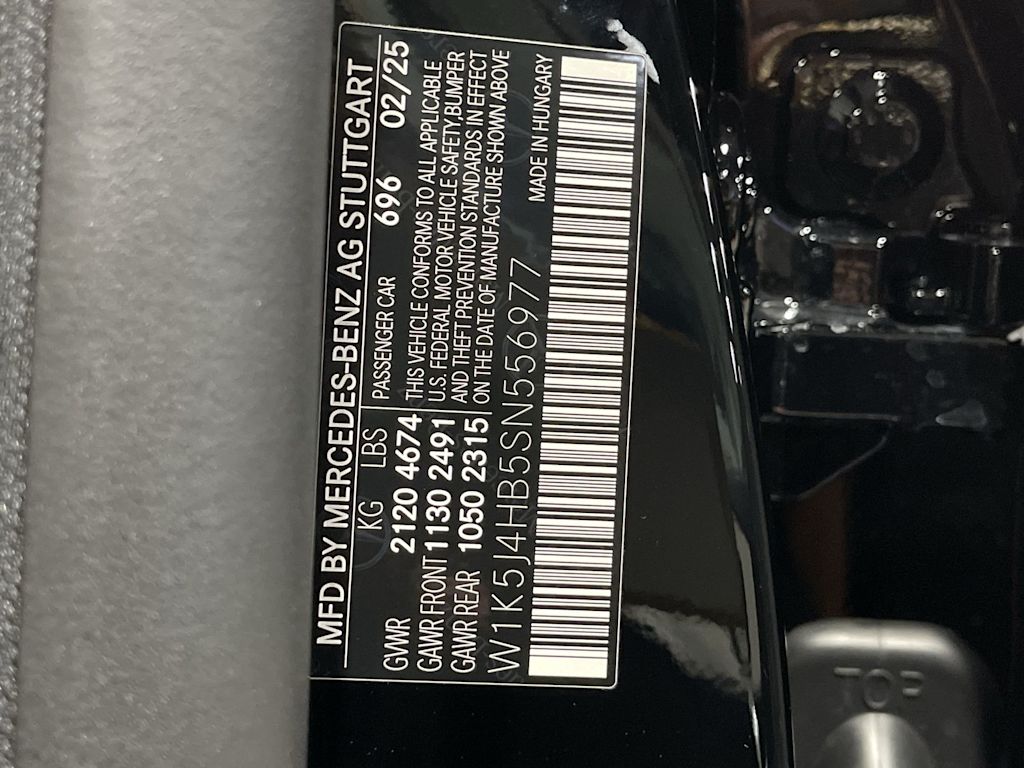 MFD BY MERCEDES-BENZ AG STUTTGART
KG LBS
GVWR 2120 4674
GAWR FRONT 1130 2491
GAWR REAR 1050 2315
PASSENGER CAR 696 02/25
THIS VEHICLE CONFORMS TO ALL APPLICABLE
U.S. FEDERAL MOTOR VEHICLE SAFETY,BUMPER
AND THEFT PREVENTION STANDARDS IN EFFECT
ON THE DATE OF MANUFACTURE SHOWN ABOVE
W1K5J4HB5SN556977
MADE IN HUNGARY
TOP